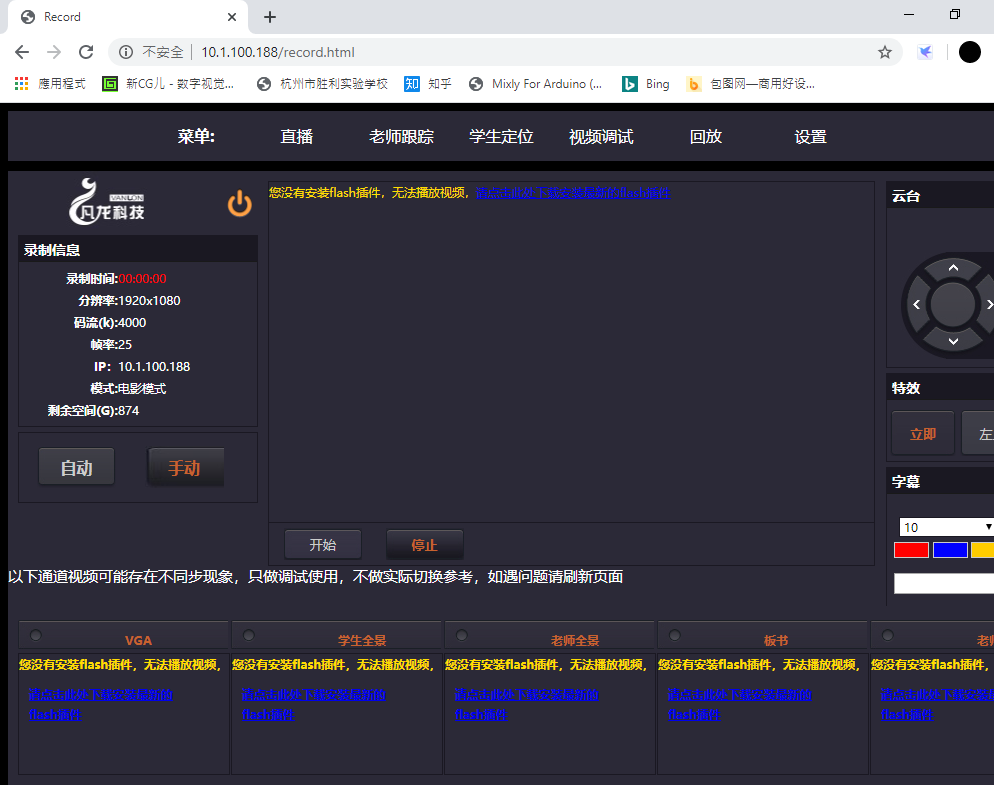 Record
不安全 10.1.100.188/record.html
應用程式 新CG儿 - 数字视觉... 杭州市胜利实验学校 知 知乎 Mixly For Arduino (... Bing 包图网—商用好设...
菜单: 直播 老师跟踪 学生定位 视频调试 回放 设置
VANLON
凡龙科技
您没有安装flash插件，无法播放视频，请点击此处下载安装最新的flash插件
云台
录制信息
录制时间:00:00:00
分辨率:1920x1080
码流(k):4000
帧率:25
IP: 10.1.100.188
模式:电影模式
剩余空间(G):874
特效
立即 左
自动 手动
字幕
10
开始 停止
以下通道视频可能存在不同步现象，只做调试使用，不做实际切换参考，如遇问题请刷新页面
VGA 学生全景 老师全景 板书 老师
您没有安装flash插件，无法播放视频， 您没有安装flash插件，无法播放视频， 您没有安装flash插件，无法播放视频， 您没有安装flash插件，无法播放视频， 您没有安装flash插件，
请点击此处下载安装最新的 请点击此处下载安装最新的 请点击此处下载安装最新的 请点击此处下载安装最新的 请点击此处下载安装
flash插件 flash插件 flash插件 flash插件 flash插件